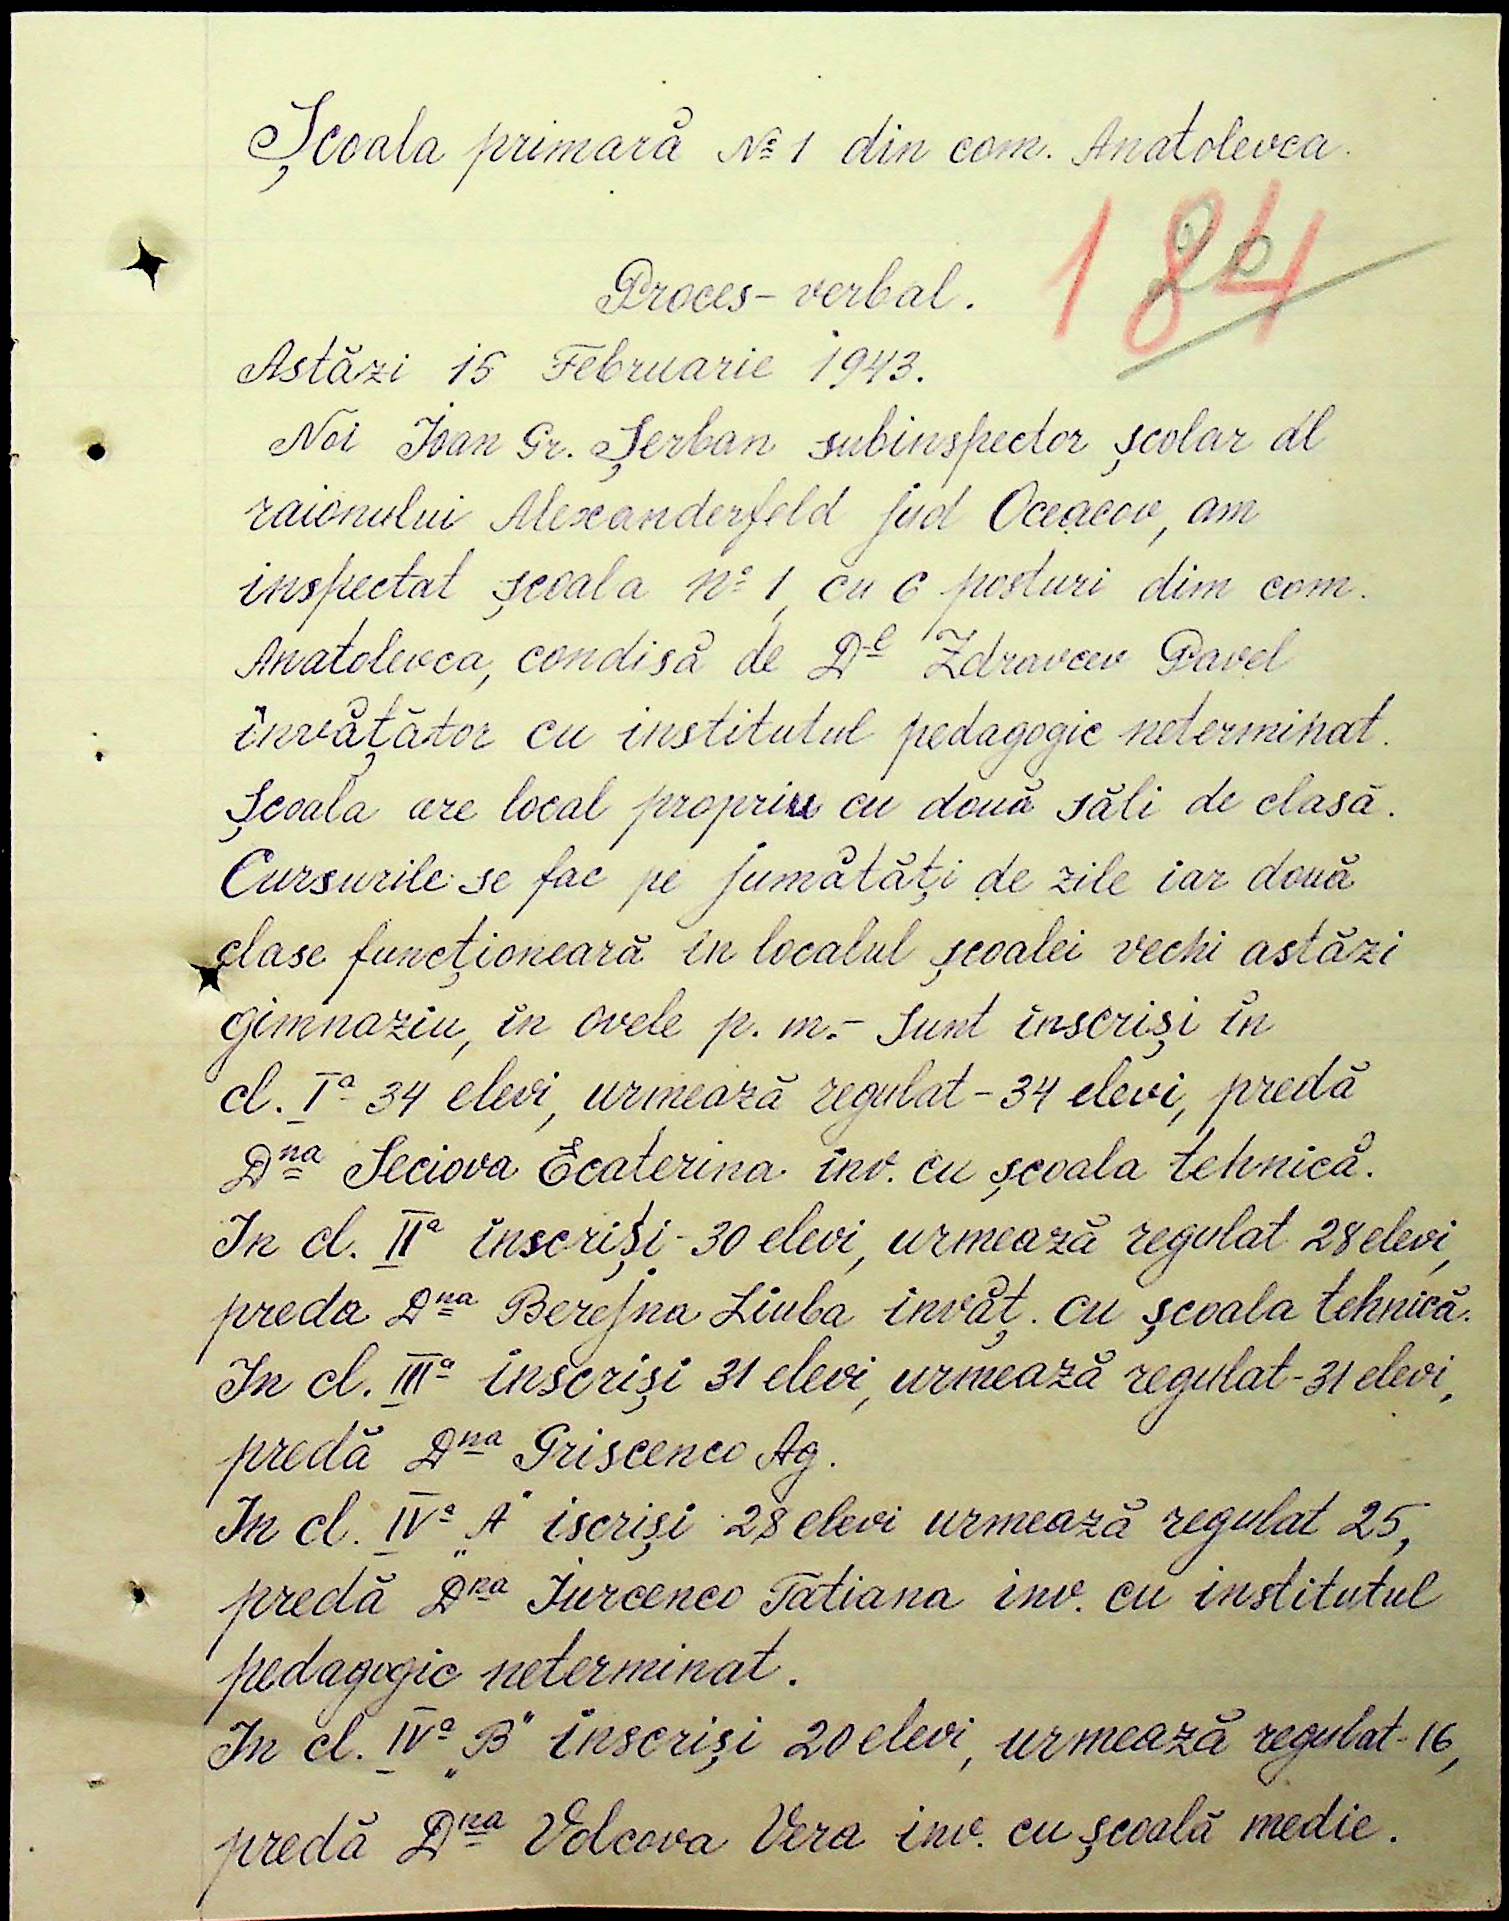 Școala primară № 1 din com. Anatolevca.
184
20
Proces-verbal.
Astăzi 15 Februarie 1943.
Noi Ioan Gr. Șerban subinspector școlar al
raionului Alexanderfeld jud Oceacov, am
inspectat școala № 1, cu 6 posturi dim com.
Anatolevca, condisă de Dl Zdravcev Pavel
învățător cu institutul pedagogic neterminat.
Școala are local propriu cu două săli de clasă.
Cursurile se fac pe jumătăți de zile iar două
clase funcționeară în localul școalei vechi astăzi
gimnaziu, în ovele p. m.- Sunt înscriși în
cl. Iª 34 elevi, urmează regulat - 34 elevi, predă
Dna Seciova Ecaterina înv. cu școala tehnică.
In cl. IIª înscriși - 30 elevi, urmează regulat 28 elevi,
preda Dna Berejna Liuba învăț. cu școala tehnică.
In cl. IIIª înscriși 31 elevi, urmează regulat - 31 elevi,
predă Dna Griscenco Ag.
In cl. IVª „A" iscriși 28 elevi urmează regulat 25,
predă Dna Iurcenco Tatiana inv. cu institutul
pedagogic neterminat.
In cl. IVª „B" înscriși 20 elevi, urmează regulat - 16,
predă Dna Volcova Vera inv. cu școală medie.